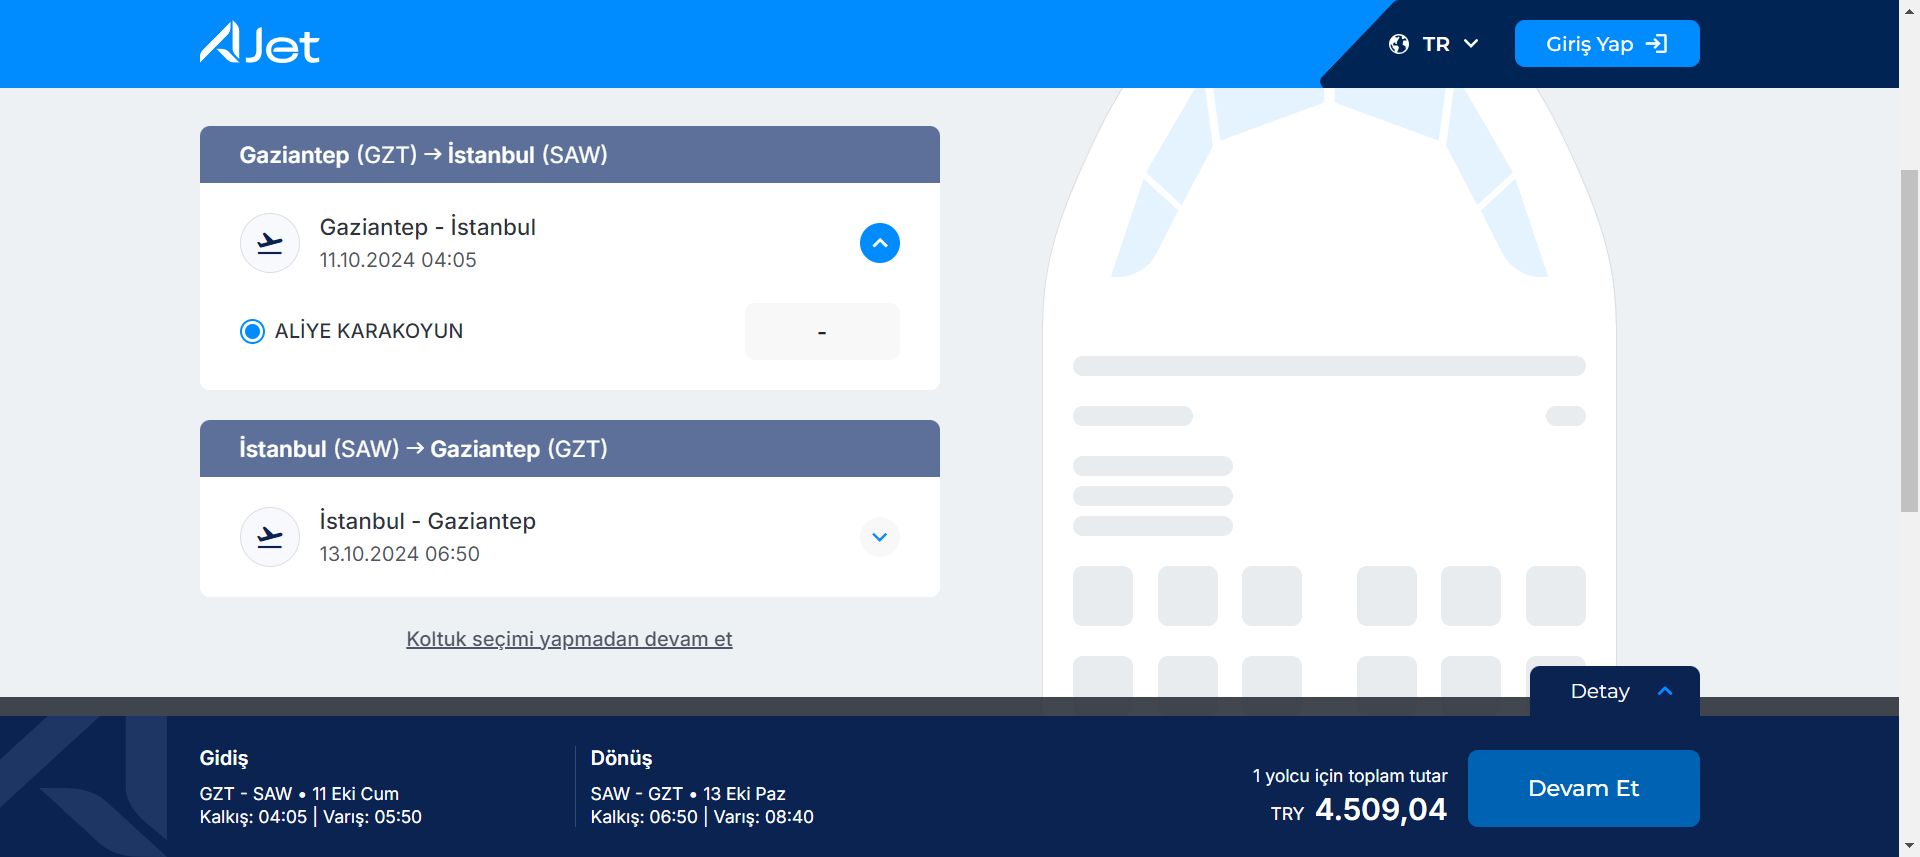 AJet
TR
Giriş Yap
Gaziantep (GZT) → İstanbul (SAW)
Gaziantep - İstanbul
11.10.2024 04:05
ALİYE KARAKOYUN
-
İstanbul (SAW) → Gaziantep (GZT)
İstanbul - Gaziantep
13.10.2024 06:50
Koltuk seçimi yapmadan devam et
Detay
Gidiş
GZT - SAW • 11 Eki Cum
Kalkış: 04:05 | Varış: 05:50
Dönüş
SAW - GZT • 13 Eki Paz
Kalkış: 06:50 | Varış: 08:40
1 yolcu için toplam tutar
TRY 4.509,04
Devam Et